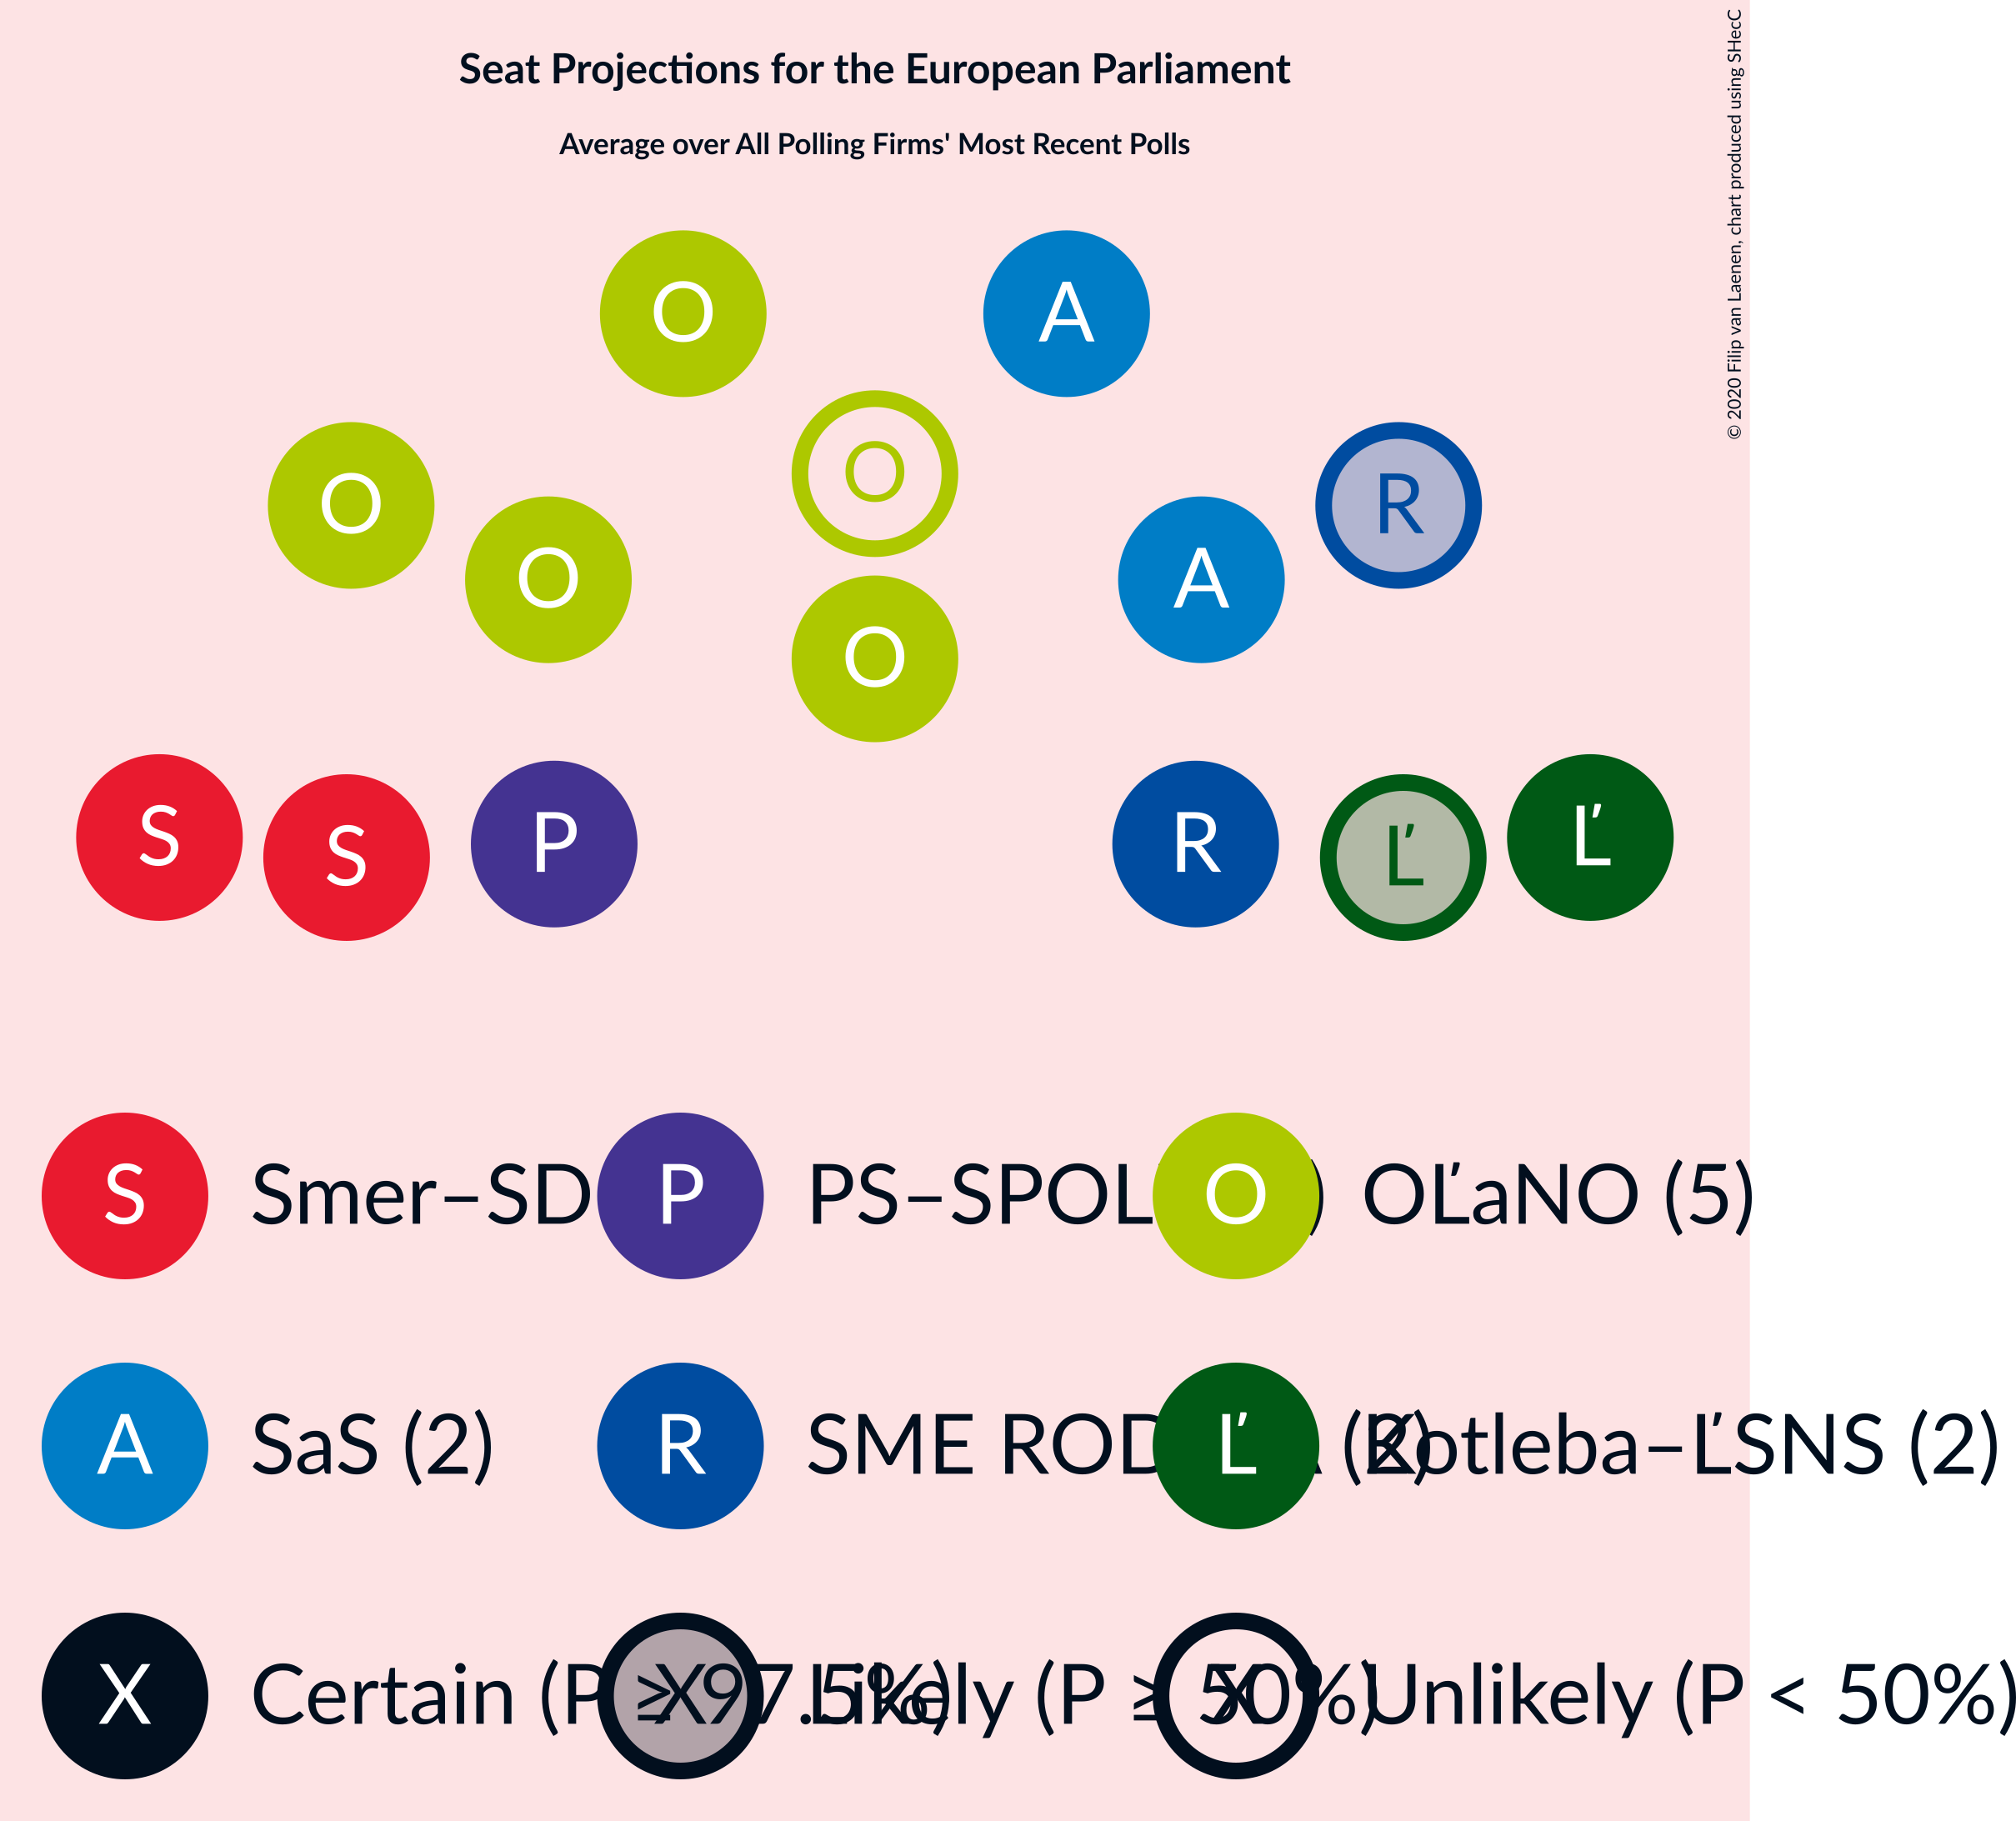 Seat Projections for the European Parliament
Average over All Polling Firms' Most Recent Polls
© 2020 Filip van Laenen, chart produced using SHecC
O A
O O O A R
O
S S P R Ľ Ľ
S Smer–SD P PS–SPOL O OĽaNO (5)
A SaS (2) R SME ROD Ľ Kotleba–ĽSNS (2)
X Certain (P ≥ 97.5%) X Likely (P ≥ 50%) X Unlikely (P < 50%)